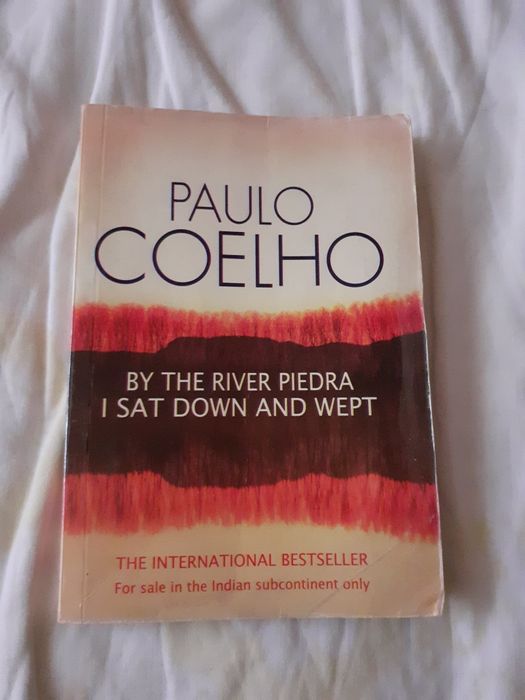 PAULO
COELHO
BY THE RIVER PIEDRA
I SAT DOWN AND WEPT
THE INTERNATIONAL BESTSELLER
For sale in the Indian subcontinent only